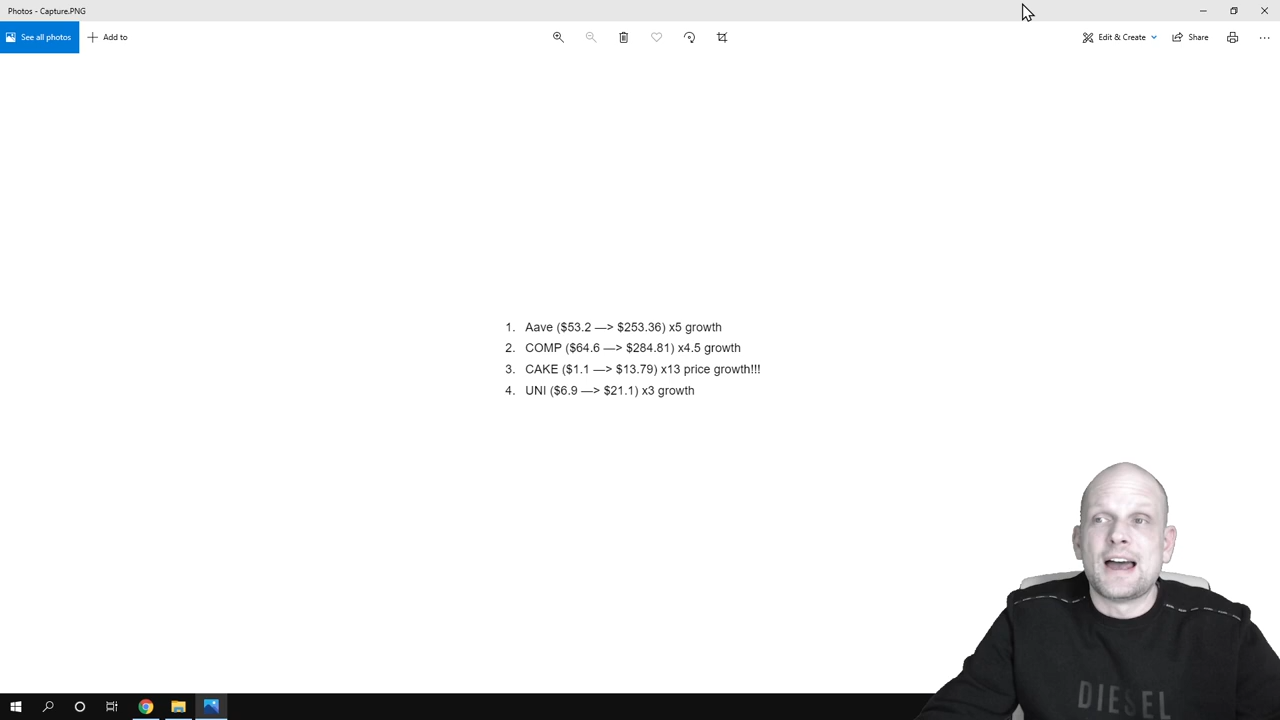 Photos - Capture.PNG
See all photos
Add to
Edit & Create
Share
1. Aave ($53.2 —> $253.36) x5 growth
2. COMP ($64.6 —> $284.81) x4.5 growth
3. CAKE ($1.1 —> $13.79) x13 price growth!!!
4. UNI ($6.9 —> $21.1) x3 growth
DIESEL